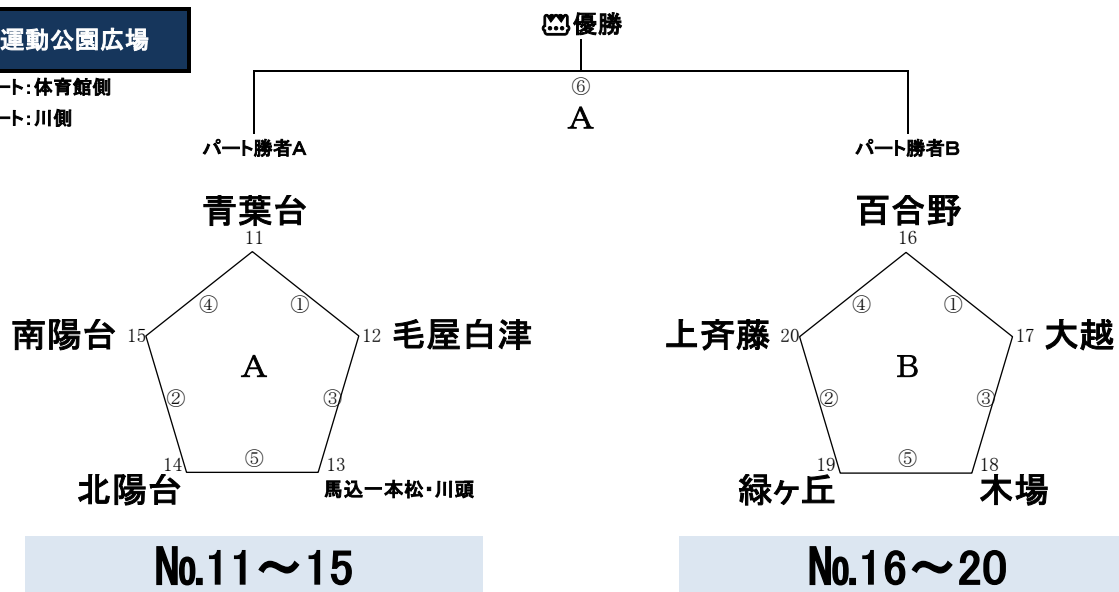 優勝
運動公園広場
ート：体育館側
ート：川側
⑥
A
パート勝者A
パート勝者B
青葉台
百合野
11
16
④
①
④
①
南陽台
15
12
毛屋白津
上斉藤
20
17
大越
A
B
②
③
②
③
⑤
⑤
14
13
19
18
北陽台
馬込一本松・川頭
緑ヶ丘
木場
№11～15
№16～20